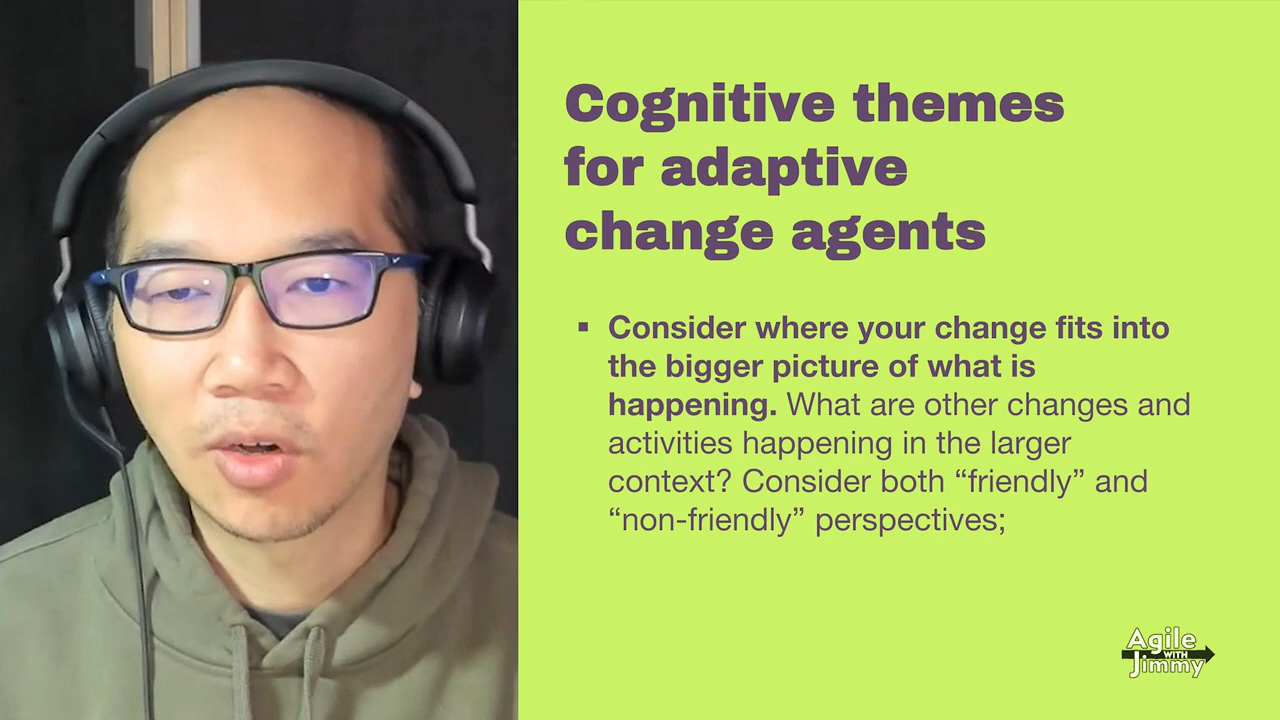 Cognitive themes
for adaptive
change agents
▪ Consider where your change fits into
the bigger picture of what is
happening. What are other changes and
activities happening in the larger
context? Consider both “friendly” and
“non-friendly” perspectives;
Agile
WITH
Jimmy